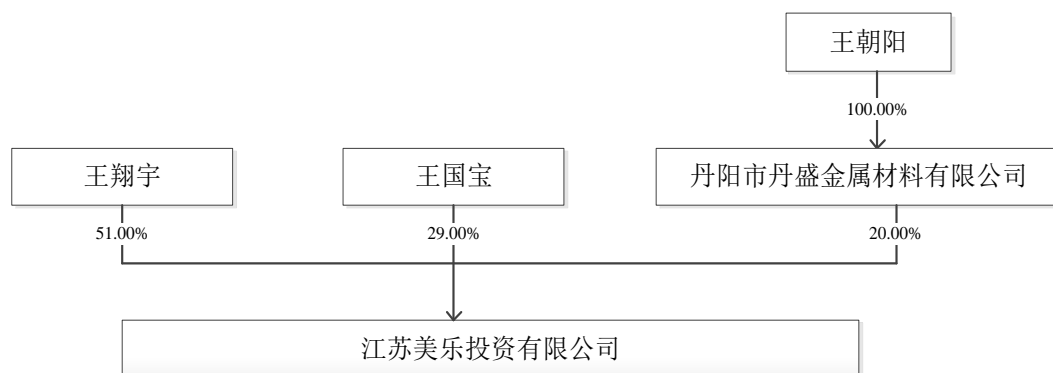 王朝阳
100.00%
王翔宇
王国宝
丹阳市丹盛金属材料有限公司
51.00%
29.00%
20.00%
江苏美乐投资有限公司